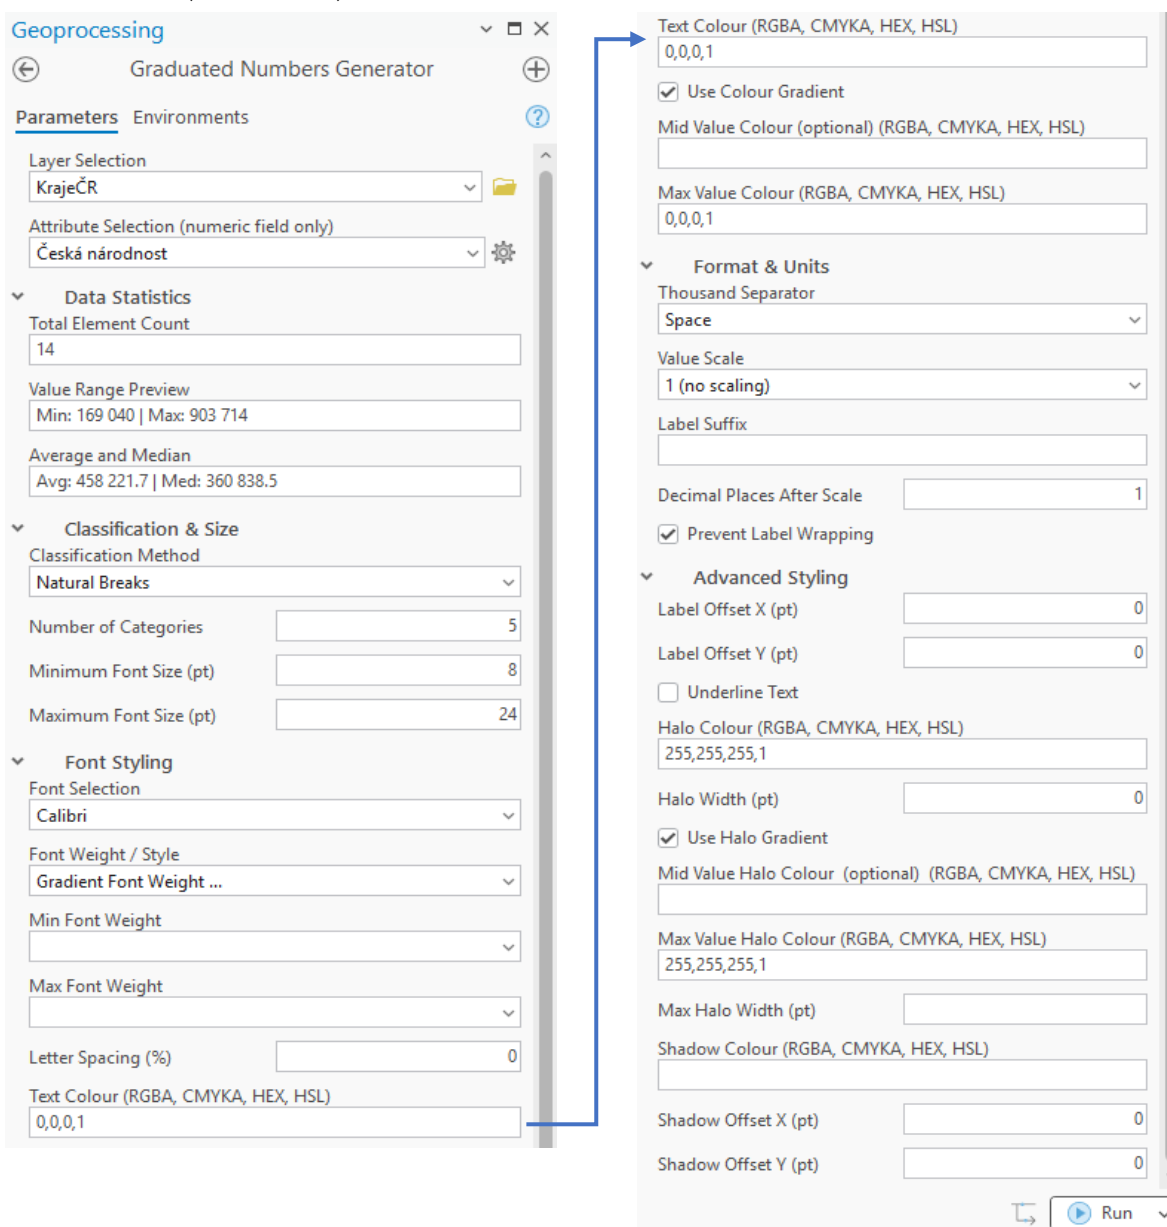 Geoprocessing
Graduated Numbers Generator
Parameters Environments
Layer Selection
KrajeČR
Attribute Selection (numeric field only)
Česká národnost
Data Statistics
Total Element Count
14
Value Range Preview
Min: 169 040 | Max: 903 714
Average and Median
Avg: 458 221.7 | Med: 360 838.5
Classification & Size
Classification Method
Natural Breaks
Number of Categories 5
Minimum Font Size (pt) 8
Maximum Font Size (pt) 24
Font Styling
Font Selection
Calibri
Font Weight / Style
Gradient Font Weight ...
Min Font Weight
Max Font Weight
Letter Spacing (%) 0
Text Colour (RGBA, CMYKA, HEX, HSL)
0,0,0,1
Text Colour (RGBA, CMYKA, HEX, HSL)
0,0,0,1
Use Colour Gradient
Mid Value Colour (optional) (RGBA, CMYKA, HEX, HSL)
Max Value Colour (RGBA, CMYKA, HEX, HSL)
0,0,0,1
Format & Units
Thousand Separator
Space
Value Scale
1 (no scaling)
Label Suffix
Decimal Places After Scale 1
Prevent Label Wrapping
Advanced Styling
Label Offset X (pt) 0
Label Offset Y (pt) 0
Underline Text
Halo Colour (RGBA, CMYKA, HEX, HSL)
255,255,255,1
Halo Width (pt) 0
Use Halo Gradient
Mid Value Halo Colour (optional) (RGBA, CMYKA, HEX, HSL)
Max Value Halo Colour (RGBA, CMYKA, HEX, HSL)
255,255,255,1
Max Halo Width (pt)
Shadow Colour (RGBA, CMYKA, HEX, HSL)
Shadow Offset X (pt) 0
Shadow Offset Y (pt) 0
Run